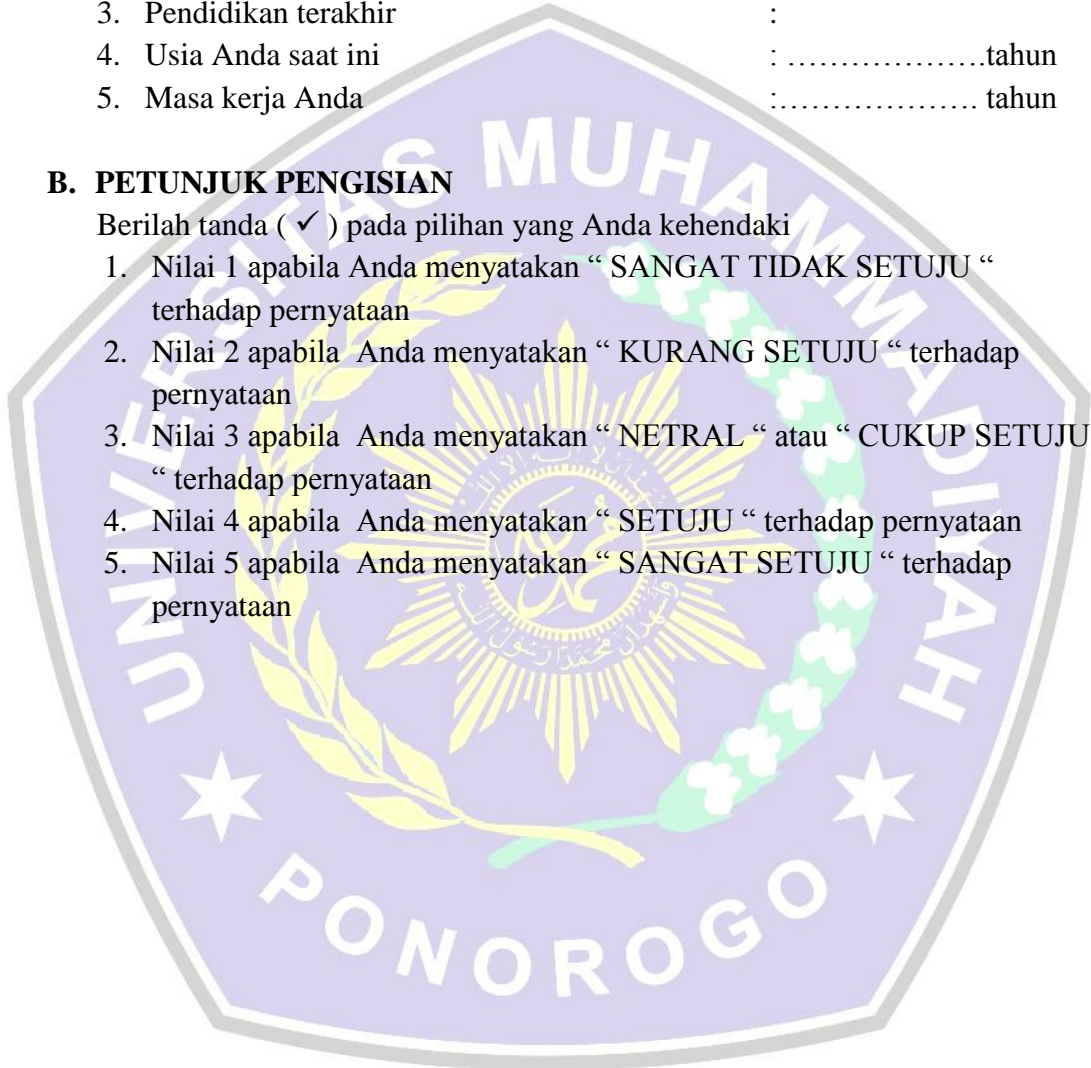 3. Pendidikan terakhir :
4. Usia Anda saat ini : ……………….tahun
5. Masa kerja Anda :………………. tahun
B. PETUNJUK PENGISIAN
Berilah tanda ( ✓ ) pada pilihan yang Anda kehendaki
1. Nilai 1 apabila Anda menyatakan “ SANGAT TIDAK SETUJU “
terhadap pernyataan
2. Nilai 2 apabila Anda menyatakan “ KURANG SETUJU “ terhadap
pernyataan
3. Nilai 3 apabila Anda menyatakan “ NETRAL “ atau “ CUKUP SETUJU
“ terhadap pernyataan
4. Nilai 4 apabila Anda menyatakan “ SETUJU “ terhadap pernyataan
5. Nilai 5 apabila Anda menyatakan “ SANGAT SETUJU “ terhadap
pernyataan
UNIVERSITAS MUHAMMADIYAH
PONOROGO